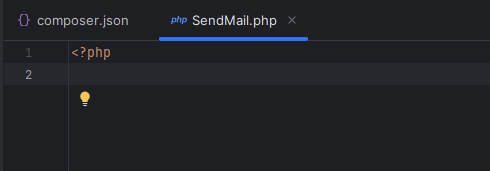 {} composer.json
php SendMail.php ×
1 <?php
2